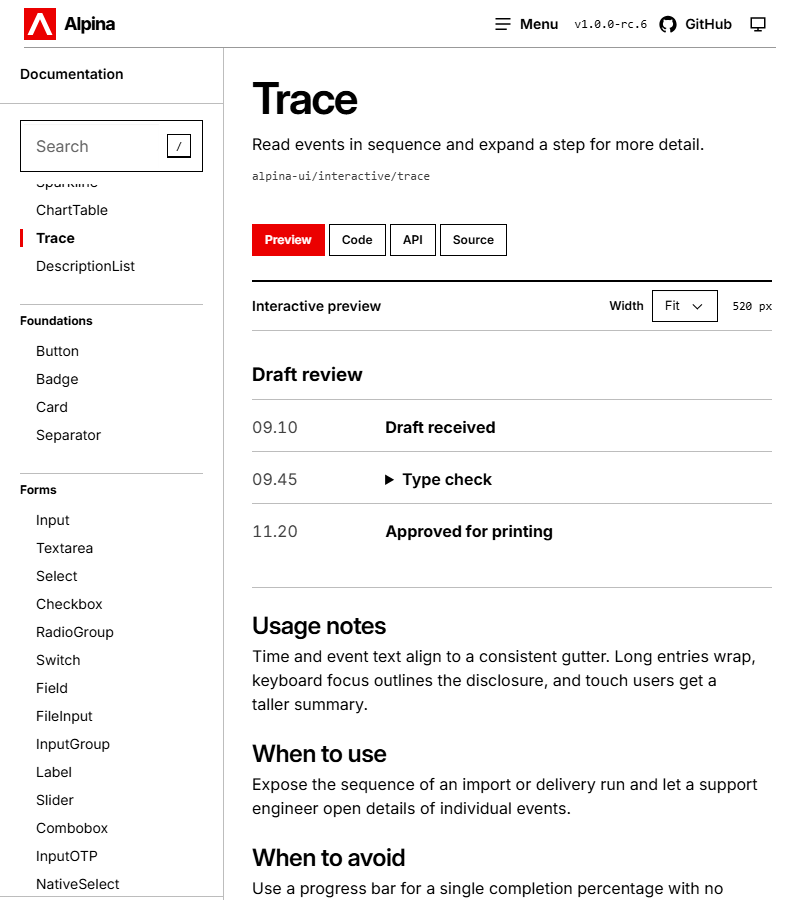 Alpina
Menu
v1.0.0-rc.6
GitHub
Documentation
Search
/
Sparkline
ChartTable
Trace
DescriptionList
Foundations
Button
Badge
Card
Separator
Forms
Input
Textarea
Select
Checkbox
RadioGroup
Switch
Field
FileInput
InputGroup
Label
Slider
Combobox
InputOTP
NativeSelect
Trace
Read events in sequence and expand a step for more detail.
alpina-ui/interactive/trace
Preview
Code
API
Source
Interactive preview
Width
Fit
520 px
Draft review
09.10 Draft received
09.45 Type check
11.20 Approved for printing
Usage notes
Time and event text align to a consistent gutter. Long entries wrap,
keyboard focus outlines the disclosure, and touch users get a
taller summary.
When to use
Expose the sequence of an import or delivery run and let a support
engineer open details of individual events.
When to avoid
Use a progress bar for a single completion percentage with no